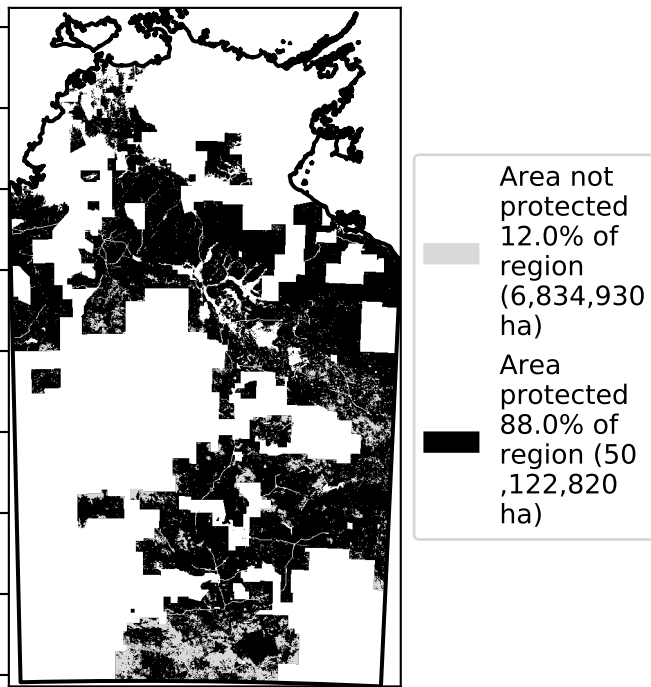 Area not
protected
12.0% of
region
(6,834,930
ha)
Area
protected
88.0% of
region (50
,122,820
ha)